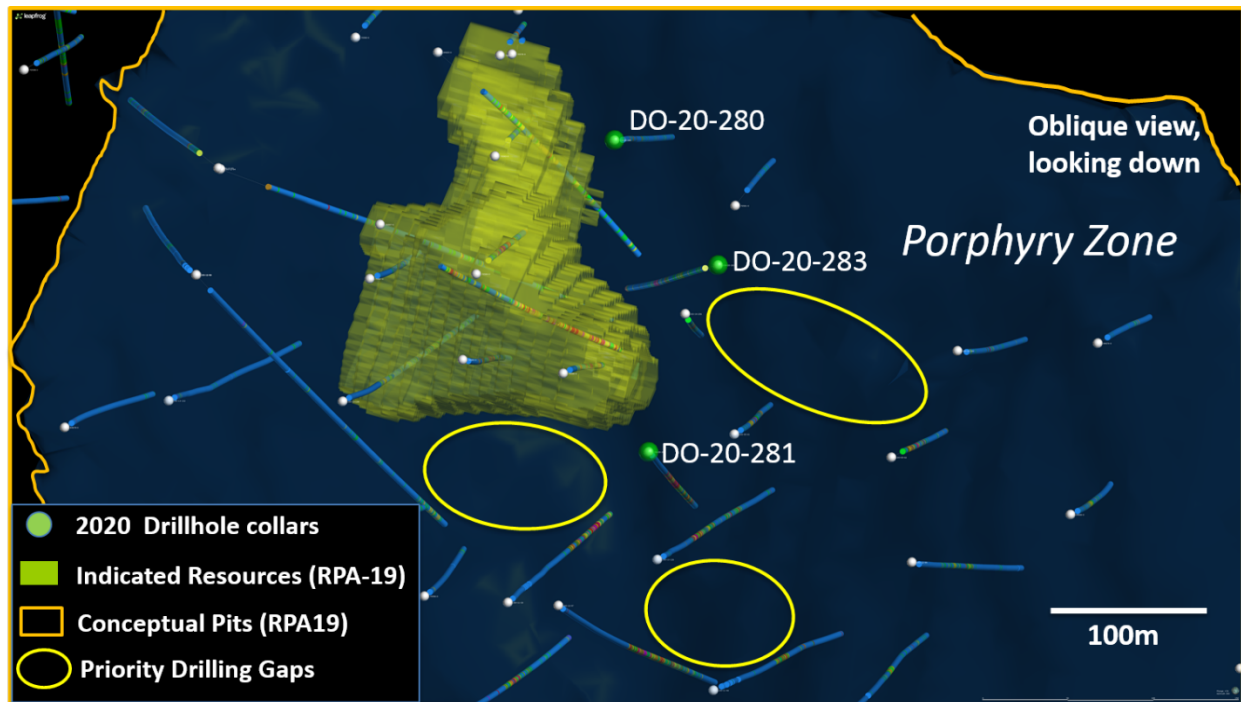 leapfrog
DO-20-280
Oblique view,
looking down
Porphyry Zone
DO-20-283
DO-20-281
2020 Drillhole collars
Indicated Resources (RPA-19)
Conceptual Pits (RPA19)
Priority Drilling Gaps
100m